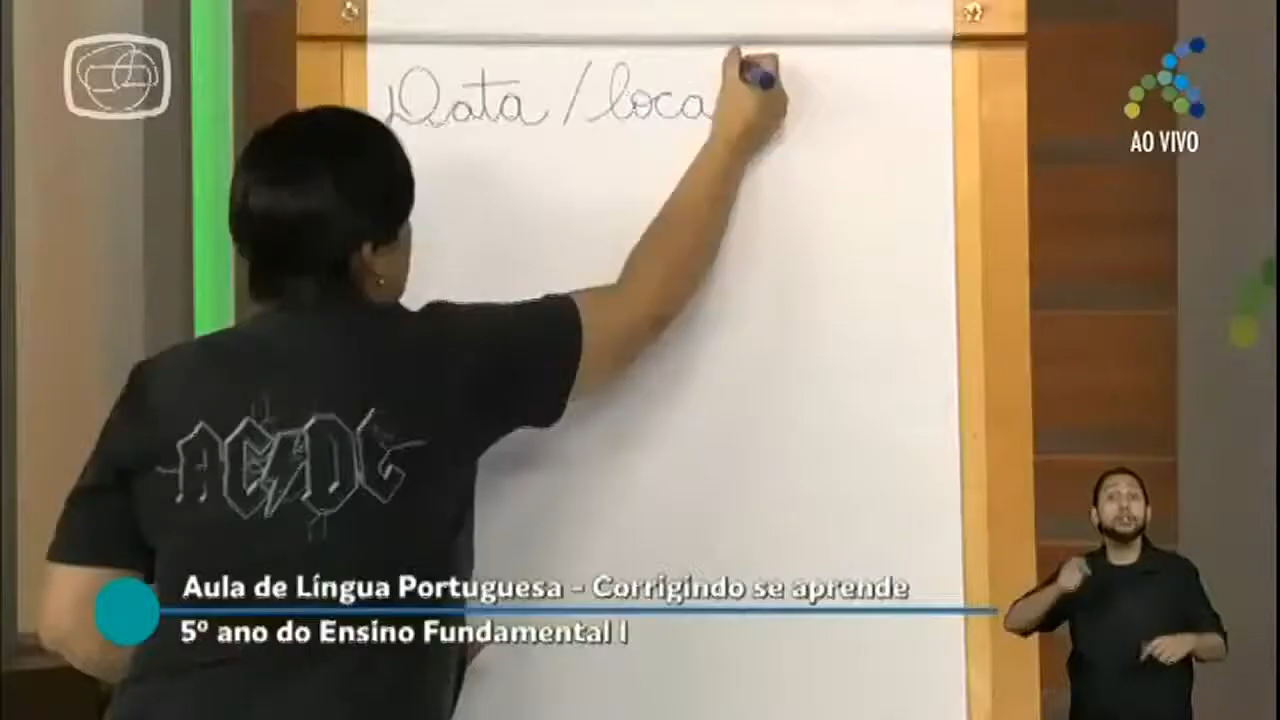 Data / loca
AO VIVO
AC/DC
Aula de Língua Portuguesa - Corrigindo se aprende
5º ano do Ensino Fundamental I